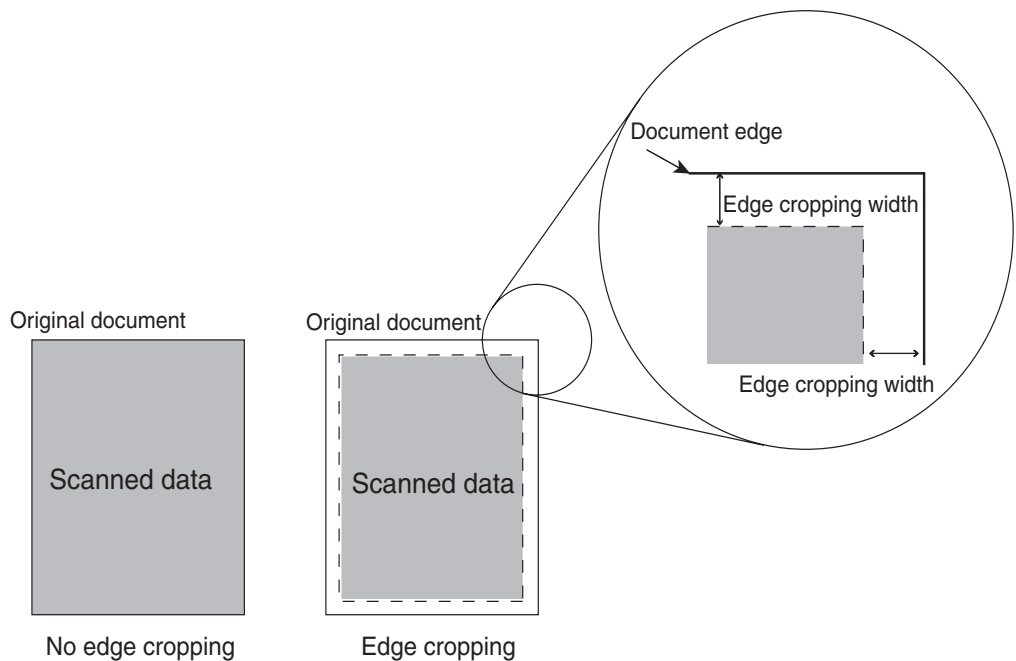 Document edge
Edge cropping width
Edge cropping width
Original document
Original document
Scanned data
Scanned data
No edge cropping
Edge cropping